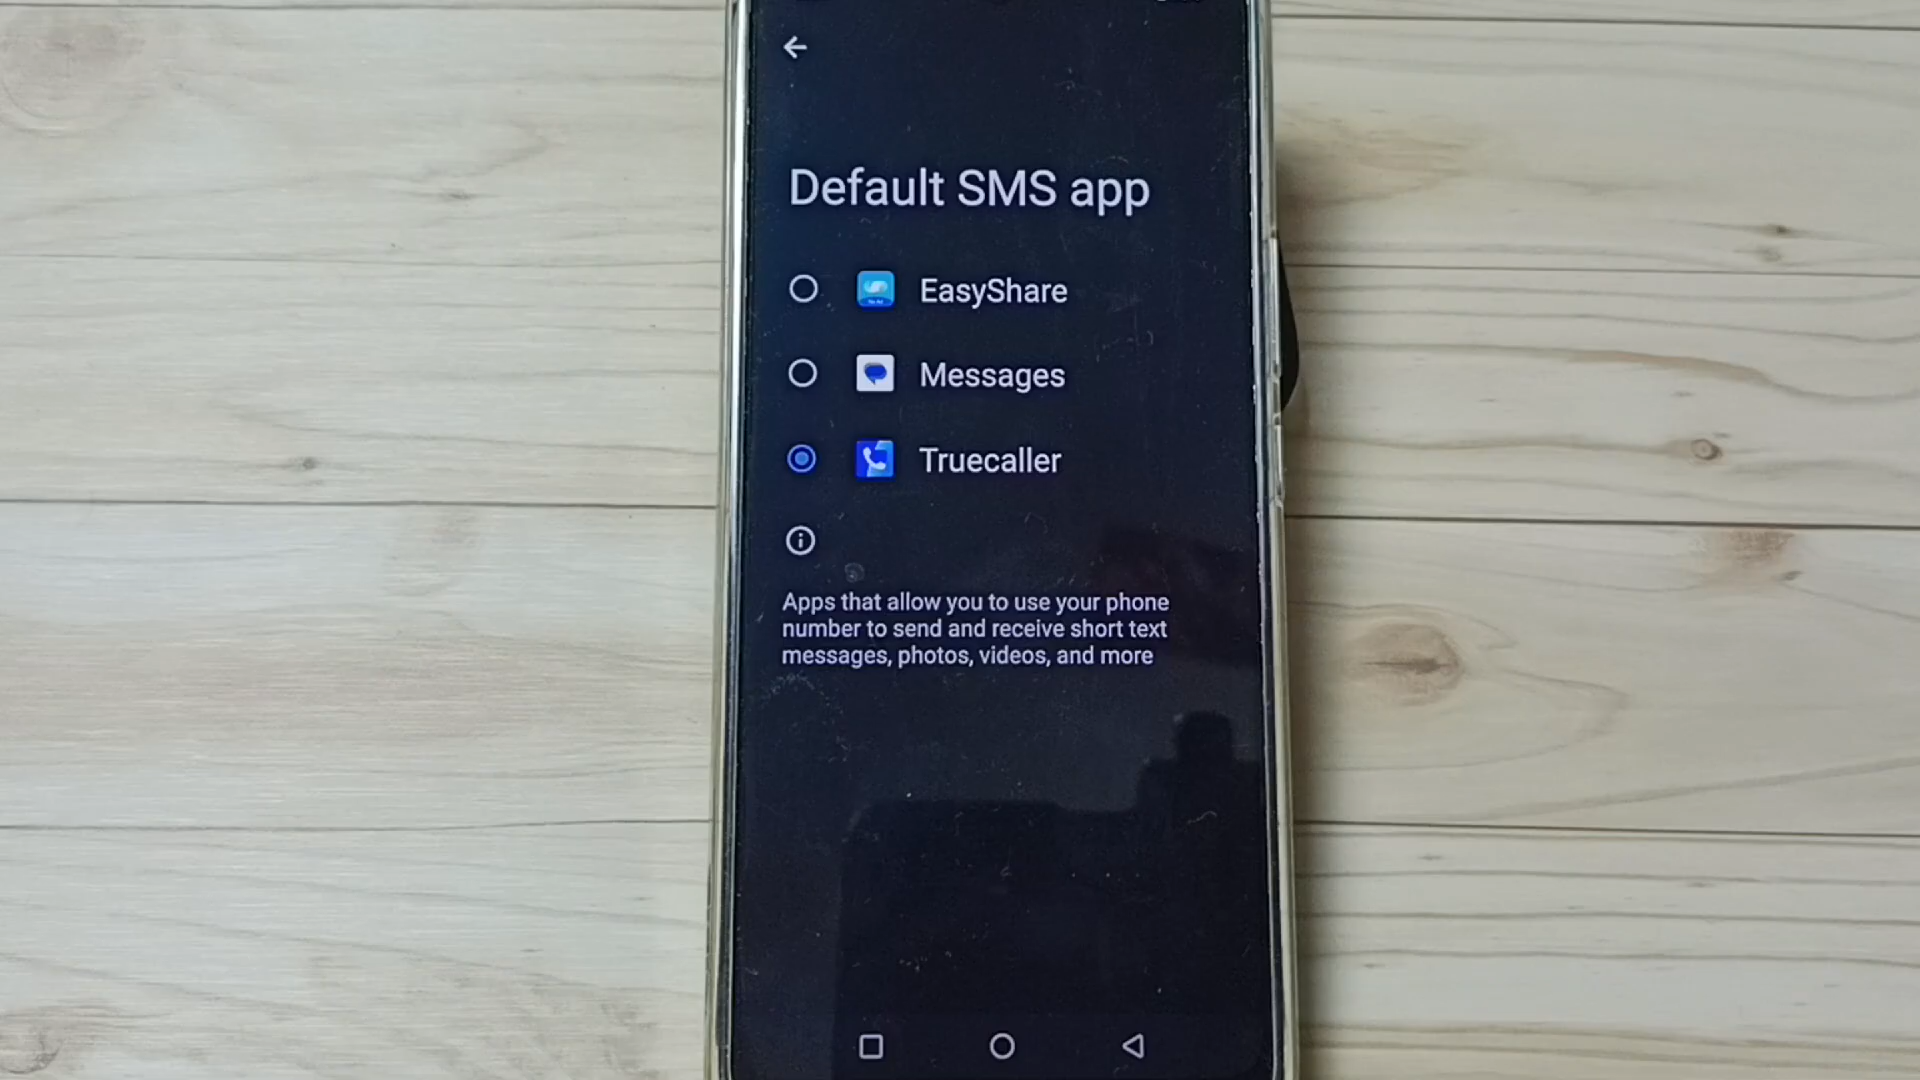 Default SMS app
EasyShare
Messages
Truecaller
Apps that allow you to use your phone
number to send and receive short text
messages, photos, videos, and more